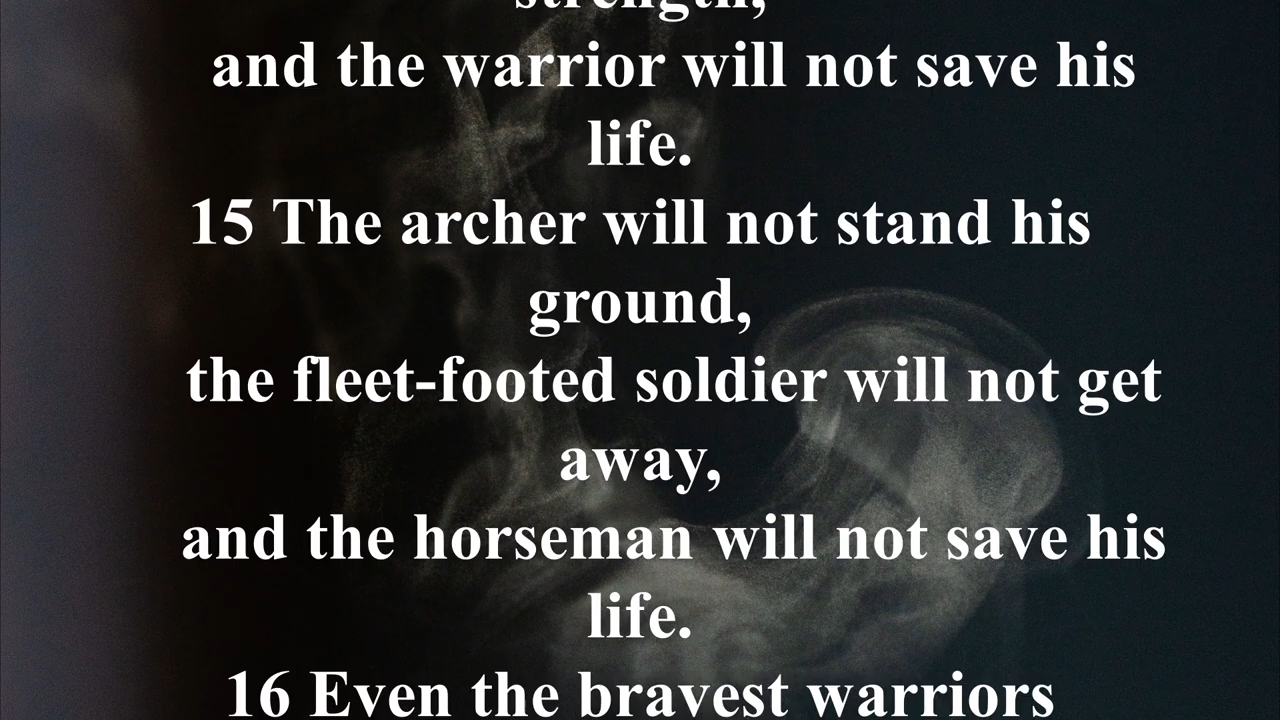 strength,
and the warrior will not save his
life.
15 The archer will not stand his
ground,
the fleet-footed soldier will not get
away,
and the horseman will not save his
life.
16 Even the bravest warriors